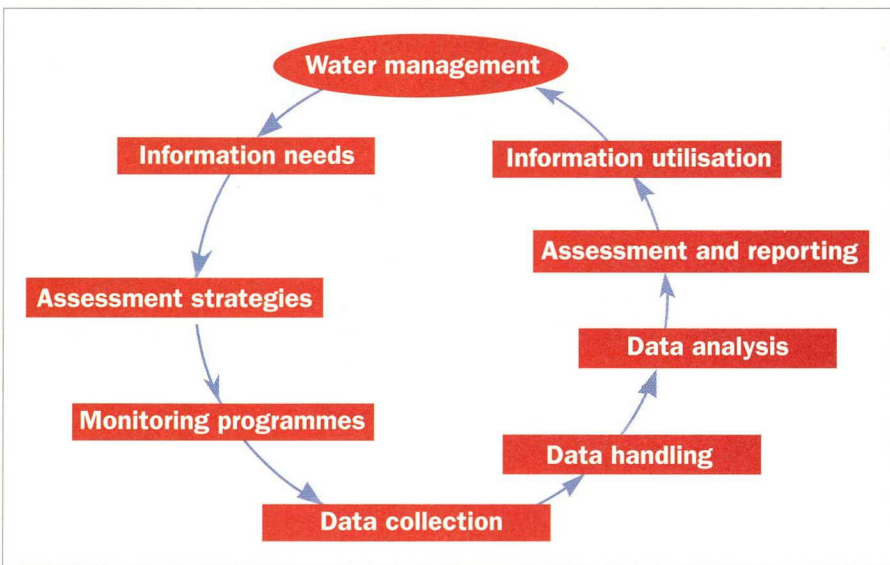 Water management
Information needs
Information utilisation
Assessment and reporting
Assessment strategies
Data analysis
Monitoring programmes
Data handling
Data collection